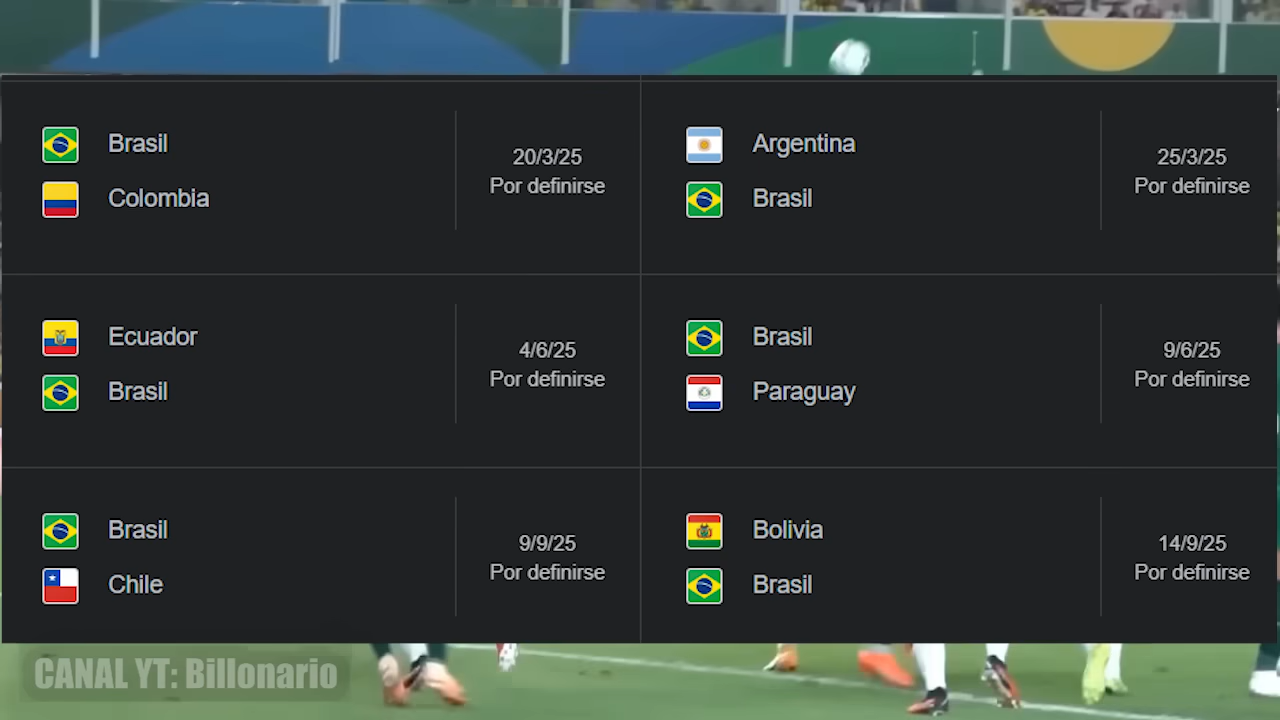 Brasil
Colombia
20/3/25
Por definirse
Argentina
Brasil
25/3/25
Por definirse
Ecuador
Brasil
4/6/25
Por definirse
Brasil
Paraguay
9/6/25
Por definirse
Brasil
Chile
9/9/25
Por definirse
Bolivia
Brasil
14/9/25
Por definirse
CANAL YT: Billonario